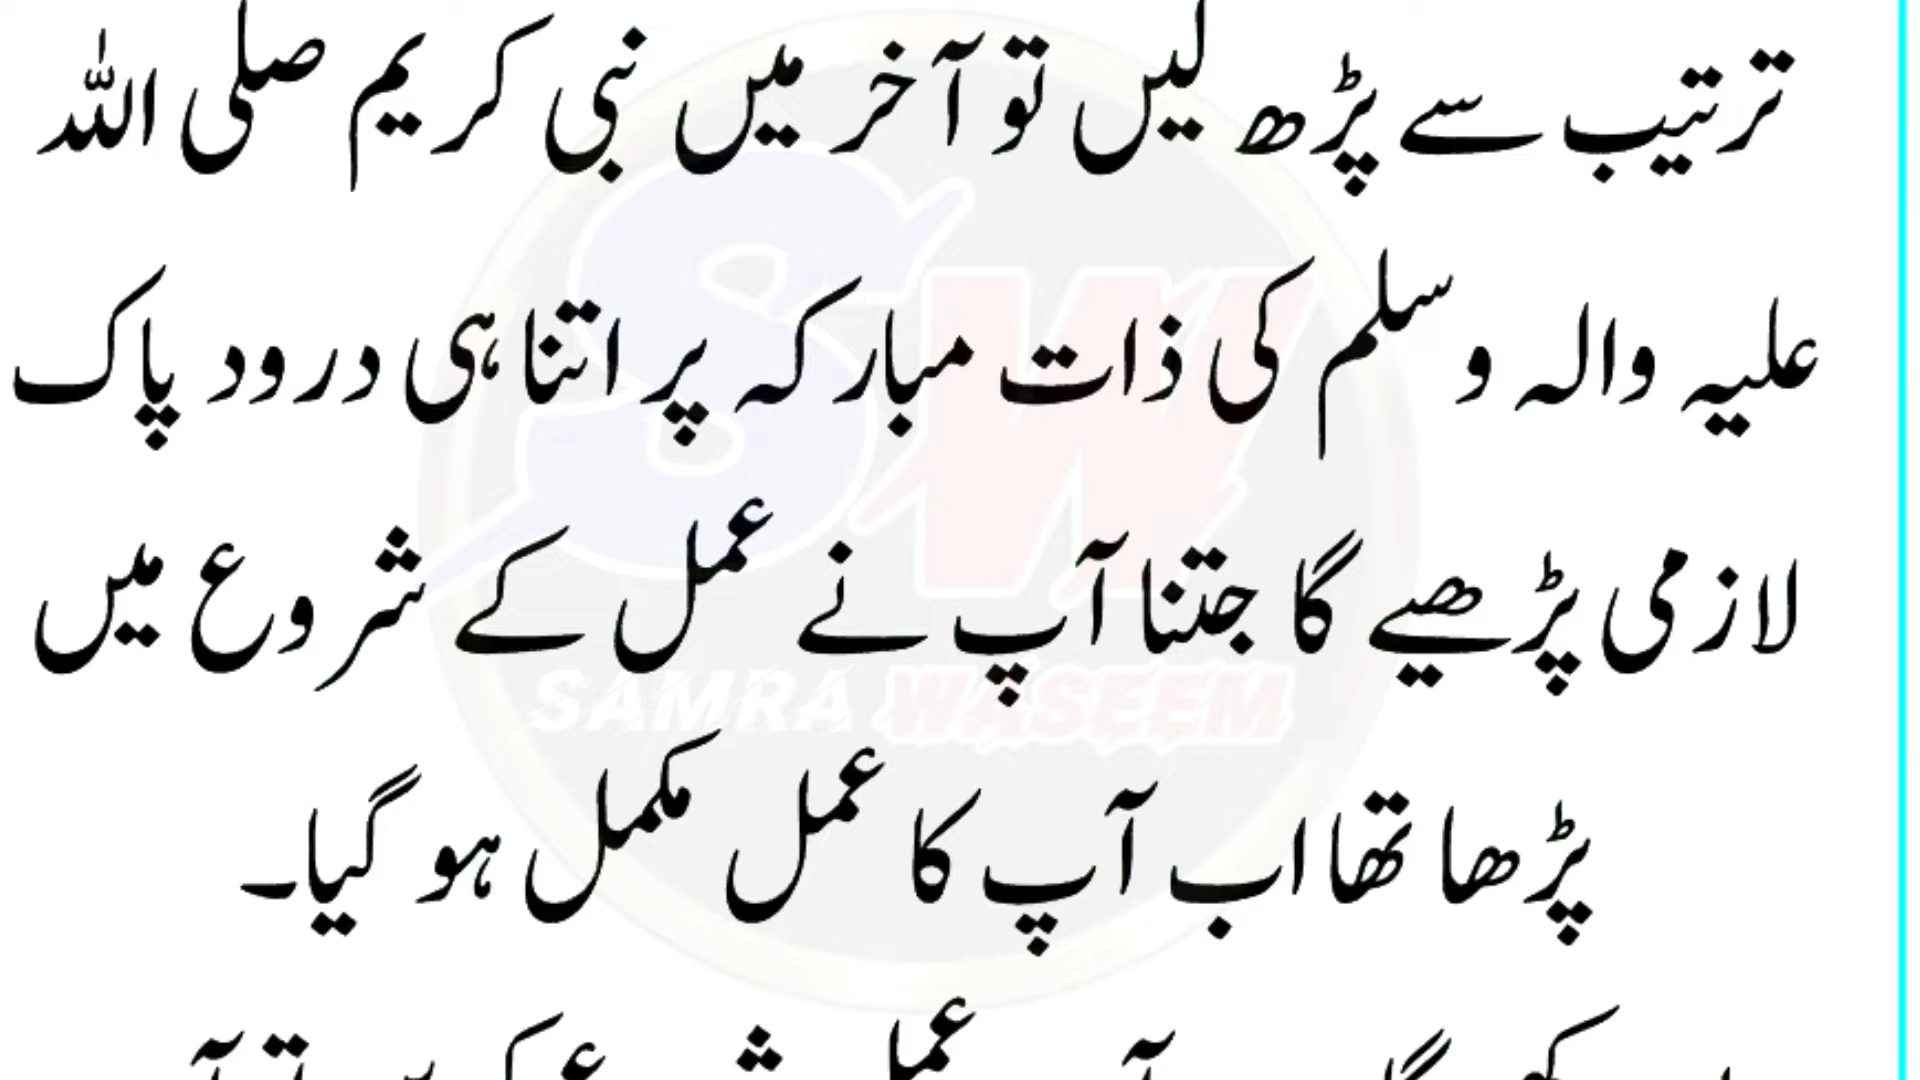 ترتیب سے پڑھ لیں تو آخر میں نبی کریم صلی اللہ
علیہ والہ وسلم کی ذات مبارکہ پر اتنا ہی درود پاک
لازمی پڑھیے گا جتنا آپ نے عمل کے شروع میں
SAMRA WASEEM
پڑھا تھا اب آپ کا عمل مکمل ہو گیا۔